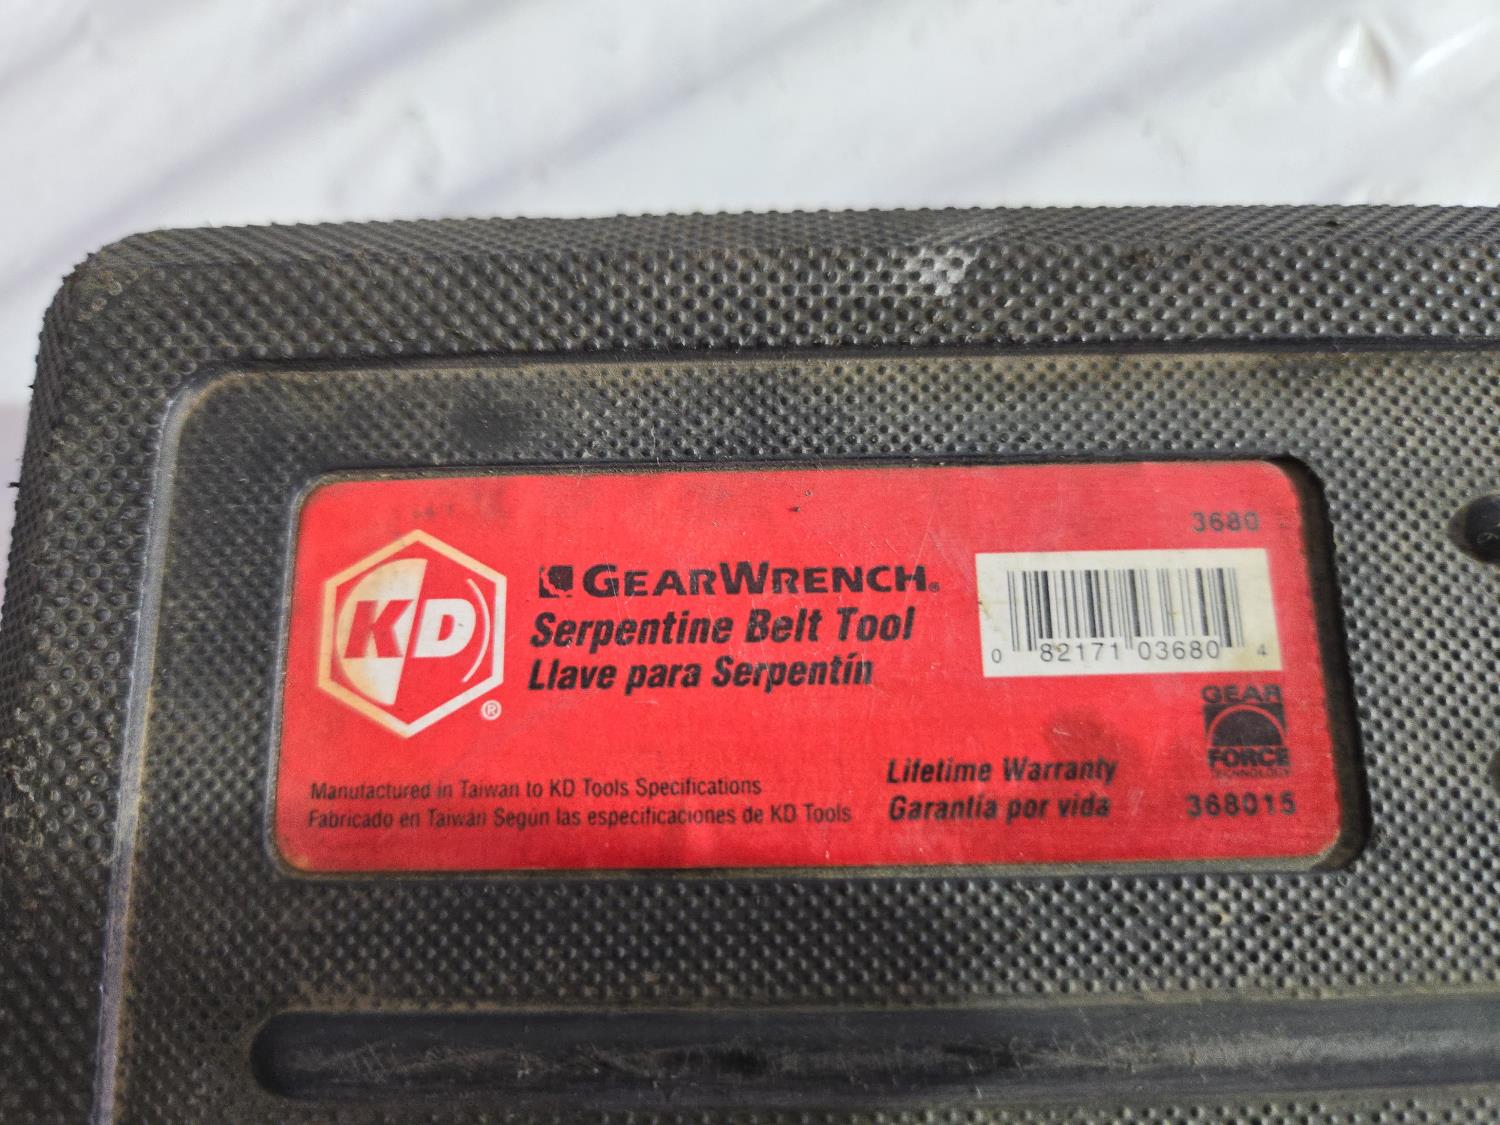 3680
KD
®
GEARWRENCH®
Serpentine Belt Tool
Llave para Serpentín
0 82171 03680 4
GEAR
FORCE
TECHNOLOGY
Manufactured in Taiwan to KD Tools Specifications
Fabricado en Taiwán Según las especificaciones de KD Tools
Lifetime Warranty
Garantía por vida
368015